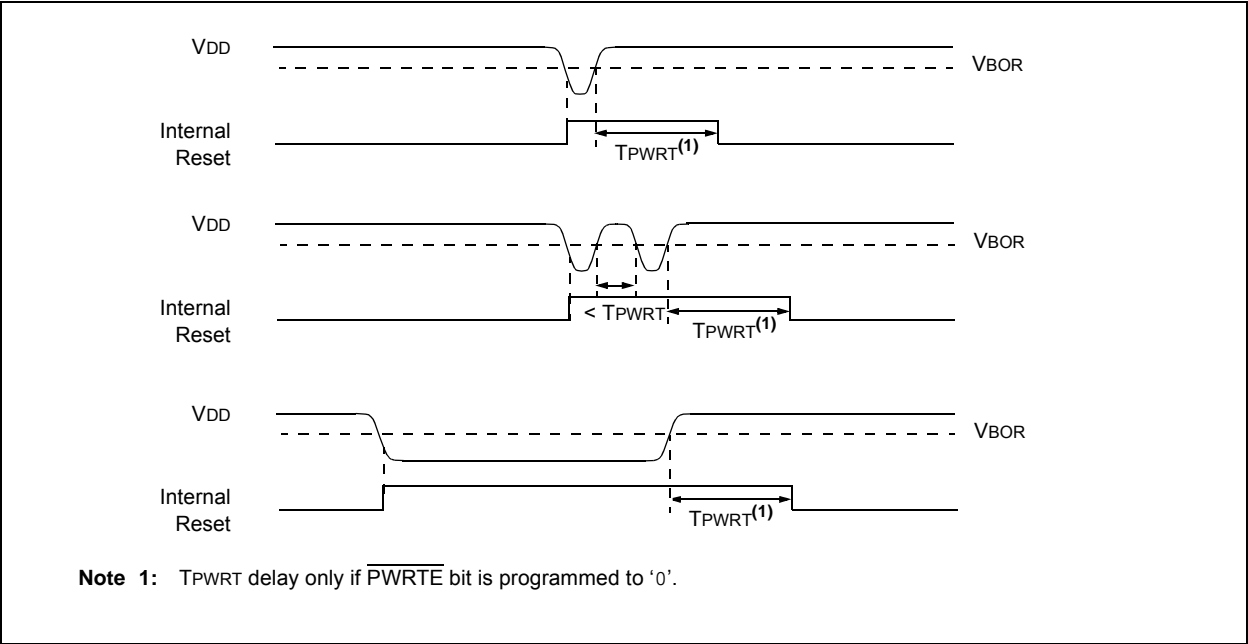 VDD
VBOR
Internal
Reset
TPWRT(1)
VDD
VBOR
Internal
Reset
< TPWRT
TPWRT(1)
VDD
VBOR
Internal
Reset
TPWRT(1)
Note 1: TPWRT delay only if PWRTE bit is programmed to ‘0’.